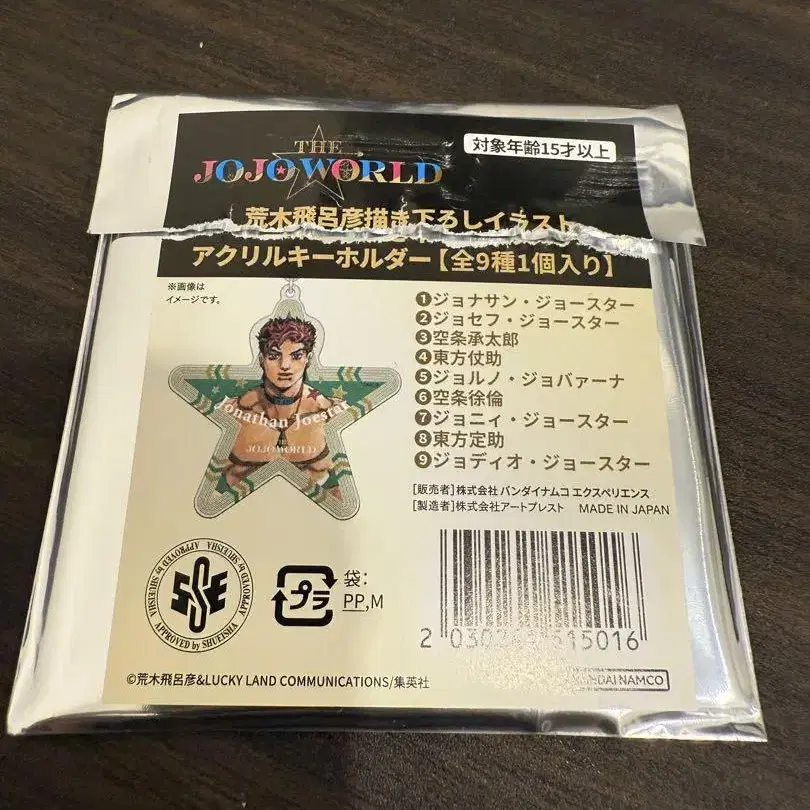 THE
JOJO WORLD
対象年齢15才以上
荒木飛呂彦描き下ろしイラスト
アクリルキーホルダー【全9種1個入り】
※画像は
イメージです。
❶ジョナサン・ジョースター
❷ジョセフ・ジョースター
❸空条承太郎
❹東方仗助
❺ジョルノ・ジョバァーナ
❻空条徐倫
❼ジョニィ・ジョースター
❽東方定助
❾ジョディオ・ジョースター
Jonathan Joestar
THE
JOJO WORLD
[販売者]株式会社 バンダイナムコ エクスペリエンス
[製造者]株式会社アートプレスト MADE IN JAPAN
APPROVED by SHUEISHA APPROVED by SHUEISHA APPROVED by SHUEISHA
SSE
プラ
袋:
PP,M
2 030 615016
©荒木飛呂彦&LUCKY LAND COMMUNICATIONS/集英社
BANDAI NAMCO